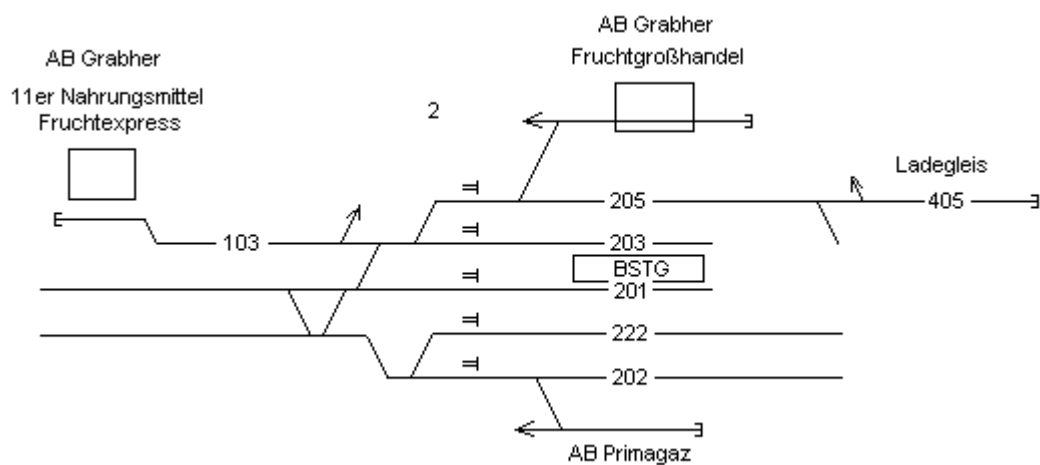 AB Grabher
11er Nahrungsmittel
Fruchtexpress
2
AB Grabher
Fruchtgroßhandel
Ladegleis
205
405
103
203
BSTG
201
222
202
AB Primagaz